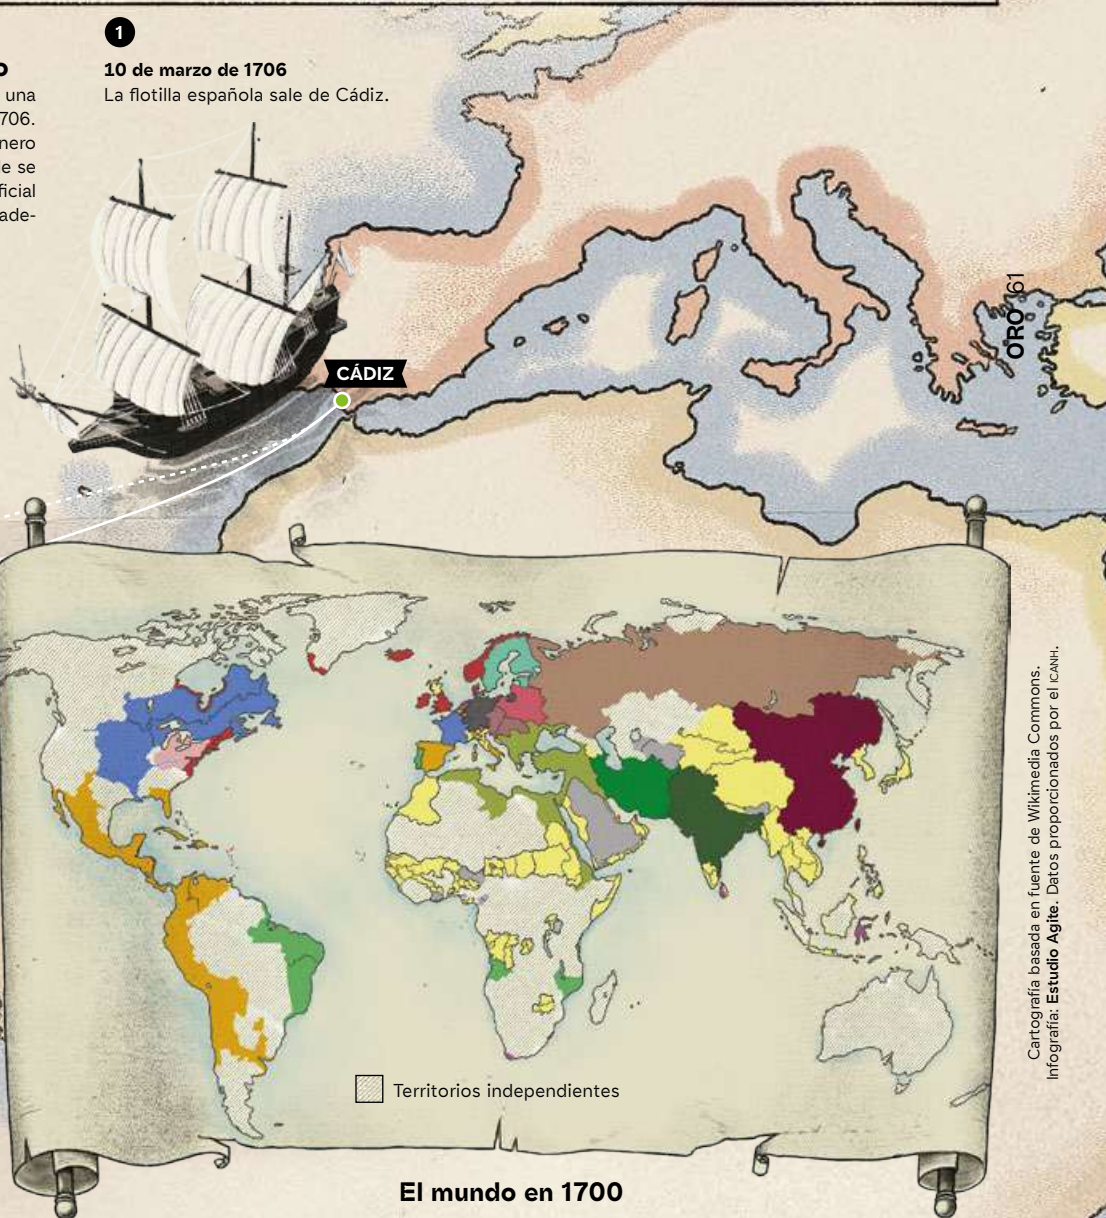 1
10 de marzo de 1706
La flotilla española sale de Cádiz.
una
706.
nero
se
ficial
ade-
CÁDIZ
ORO 61
Territorios independientes
El mundo en 1700
Cartografía basada en fuente de Wikimedia Commons.
Infografía: Estudio Agite. Datos proporcionados por el ICANH.